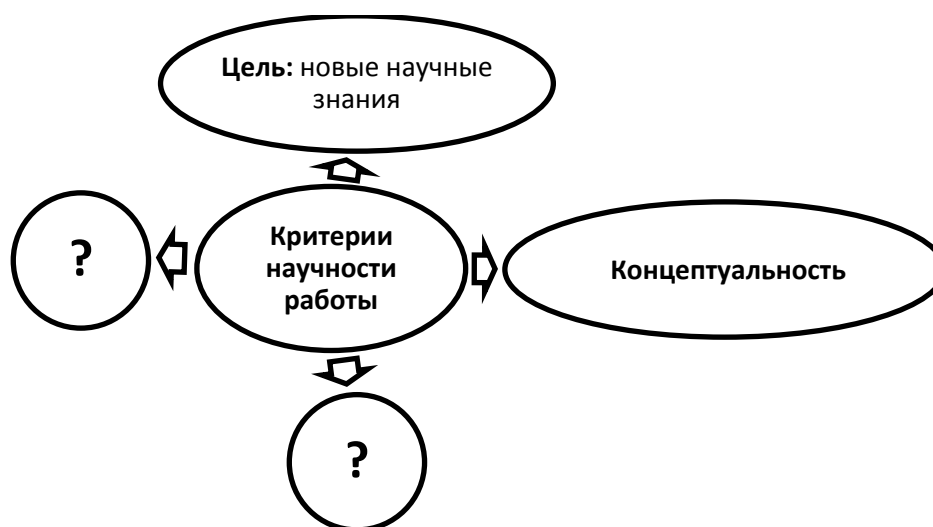 Цель: новые научные
знания
?
Критерии
научности
работы
Концептуальность
?